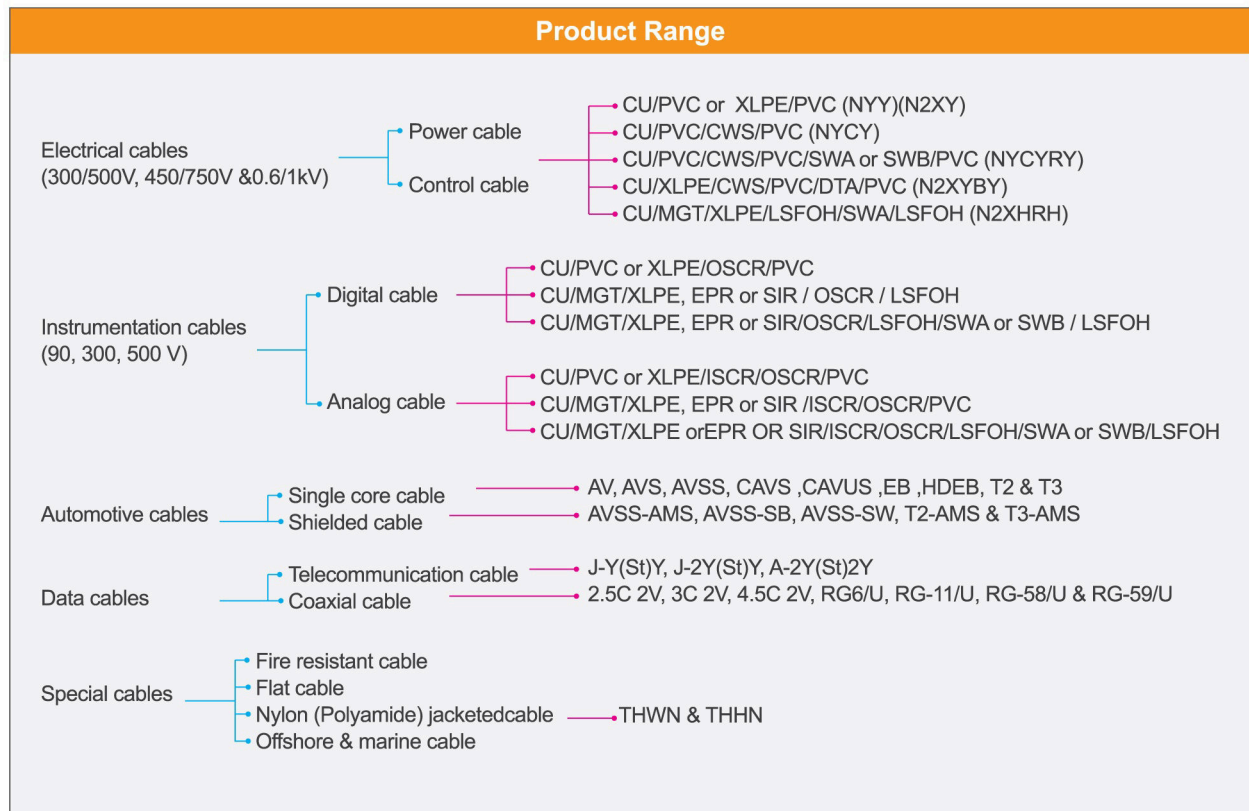 Product Range
Electrical cables
(300/500V, 450/750V &0.6/1kV)
Power cable
Control cable
CU/PVC or XLPE/PVC (NYY)(N2XY)
CU/PVC/CWS/PVC (NYCY)
CU/PVC/CWS/PVC/SWA or SWB/PVC (NYCYRY)
CU/XLPE/CWS/PVC/DTA/PVC (N2XYBY)
CU/MGT/XLPE/LSFOH/SWA/LSFOH (N2XHRH)
Instrumentation cables
(90, 300, 500 V)
Digital cable
CU/PVC or XLPE/OSCR/PVC
CU/MGT/XLPE, EPR or SIR / OSCR / LSFOH
CU/MGT/XLPE, EPR or SIR/OSCR/LSFOH/SWA or SWB / LSFOH
Analog cable
CU/PVC or XLPE/ISCR/OSCR/PVC
CU/MGT/XLPE, EPR or SIR /ISCR/OSCR/PVC
CU/MGT/XLPE orEPR OR SIR/ISCR/OSCR/LSFOH/SWA or SWB/LSFOH
Automotive cables
Single core cable
AV, AVS, AVSS, CAVS ,CAVUS ,EB ,HDEB, T2 & T3
Shielded cable
AVSS-AMS, AVSS-SB, AVSS-SW, T2-AMS & T3-AMS
Data cables
Telecommunication cable
J-Y(St)Y, J-2Y(St)Y, A-2Y(St)2Y
Coaxial cable
2.5C 2V, 3C 2V, 4.5C 2V, RG6/U, RG-11/U, RG-58/U & RG-59/U
Special cables
Fire resistant cable
Flat cable
Nylon (Polyamide) jacketedcable
THWN & THHN
Offshore & marine cable